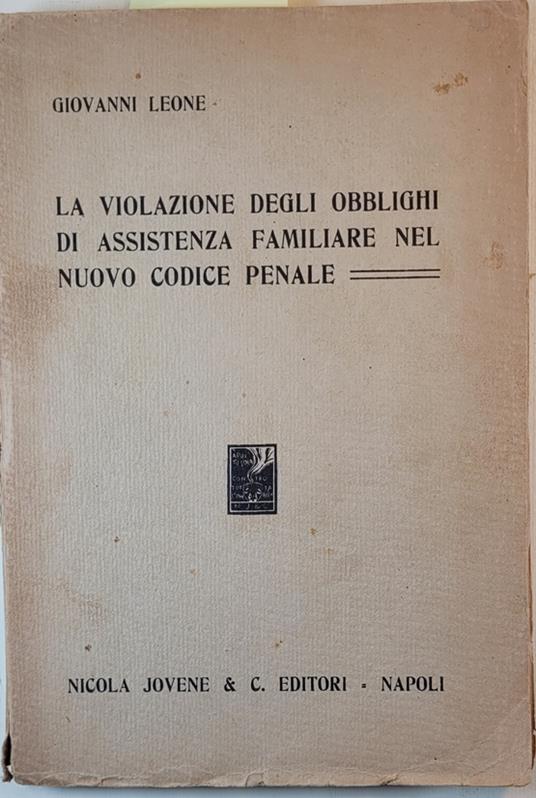 GIOVANNI LEONE
LA VIOLAZIONE DEGLI OBBLIGHI
DI ASSISTENZA FAMILIARE NEL
NUOVO CODICE PENALE
NICOLA JOVENE & C. EDITORI = NAPOLI